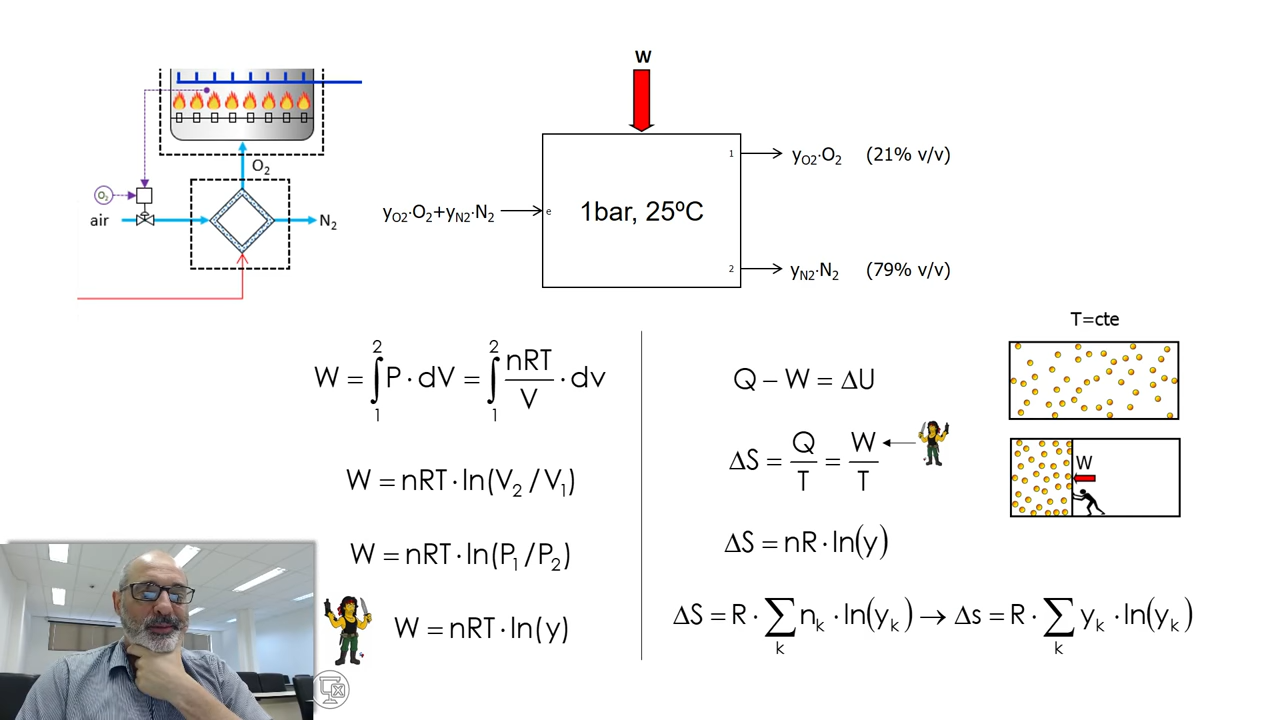 W
O₂
O₂
air
N₂
yO2·O₂+yN2·N₂
e
1bar, 25ºC
1
yO2·O₂ (21% v/v)
2
yN2·N₂ (79% v/v)
W = ∫₁² P · dV = ∫₁² nRT/V · dv
W = nRT · ln(V₂ / V₁)
W = nRT · ln(P₁ / P₂)
W = nRT · ln(y)
Q − W = ΔU
ΔS = Q/T = W/T
ΔS = nR · ln(y)
ΔS = R · ∑k nk · ln(yk) → Δs = R · ∑k yk · ln(yk)
T=cte
W